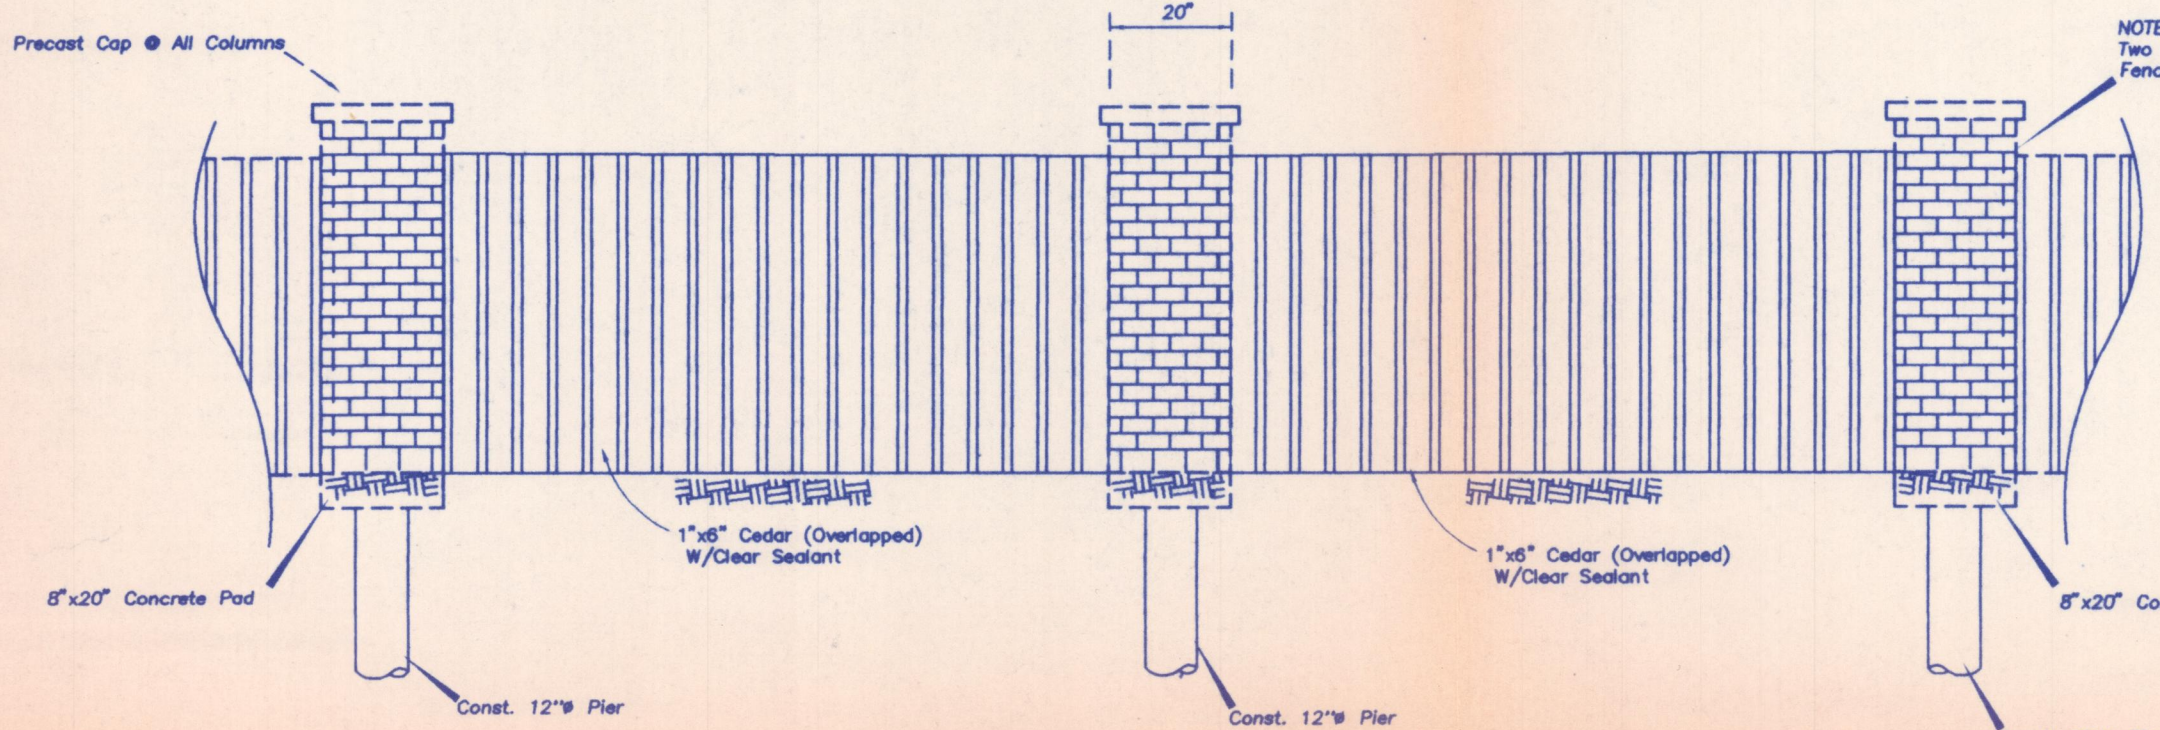 20"
Precast Cap @ All Columns
NOTE
Two
1"x6" Cedar (Overlapped)
W/Clear Sealant
1"x6" Cedar (Overlapped)
W/Clear Sealant
8"x20" Concrete Pad
8"x20"
Const. 12"ø Pier
Const. 12"ø Pier